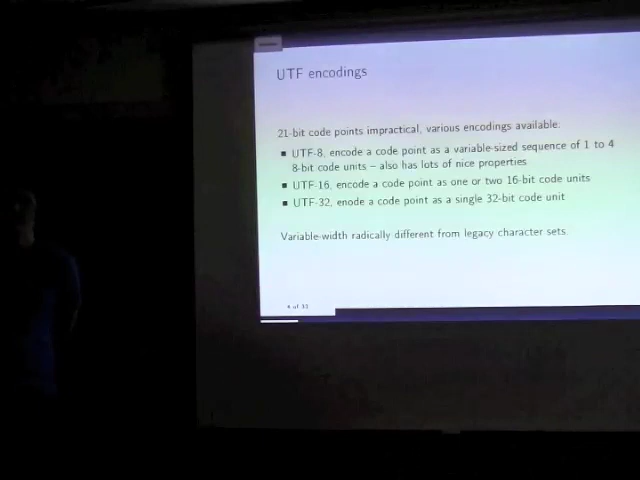 UTF encodings
21-bit code points impractical, various encodings available:
UTF-8, encode a code point as a variable-sized sequence of 1 to 4
8-bit code units – also has lots of nice properties
UTF-16, encode a code point as one or two 16-bit code units
UTF-32, enode a code point as a single 32-bit code unit
Variable-width radically different from legacy character sets.